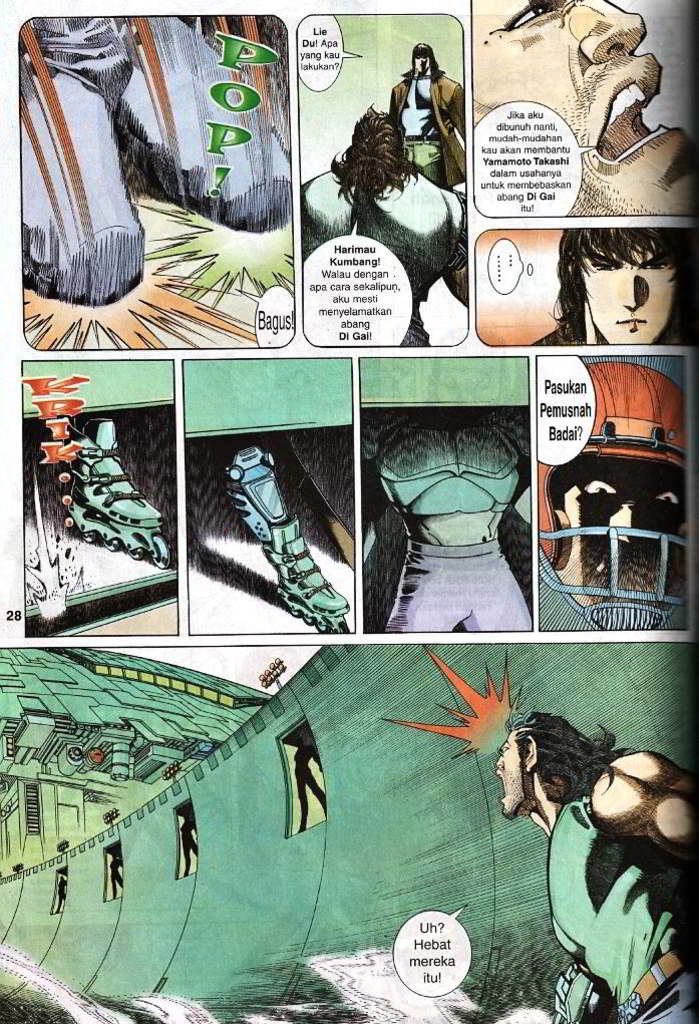 POP!
Bagus!
Lie
Du! Apa
yang kau
lakukan?
Harimau
Kumbang!
Walau dengan
apa cara sekalipun,
aku mesti
menyelamatkan
abang
Di Gai!
Jika aku
dibunuh nanti,
mudah-mudahan
kau akan membantu
Yamamoto Takashi
dalam usahanya
untuk membebaskan
abang Di Gai
itu!
......
KRIK...
Pasukan
Pemusnah
Badai?
28
Uh?
Hebat
mereka
itu!